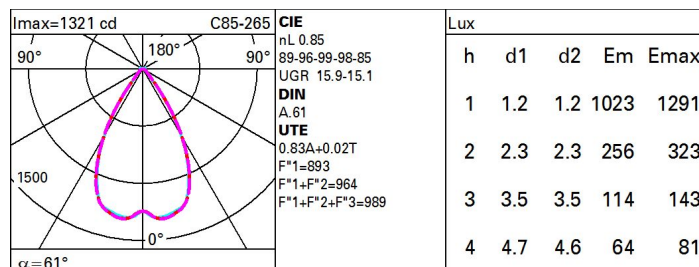 Imax=1321 cd C85-265
90° 180° 90°
1500
0°
α=61°
CIE
nL 0.85
89-96-99-98-85
UGR 15.9-15.1
DIN
A.61
UTE
0.83A+0.02T
F"1=893
F"1+F"2=964
F"1+F"2+F"3=989
Lux
h d1 d2 Em Emax
1 1.2 1.2 1023 1291
2 2.3 2.3 256 323
3 3.5 3.5 114 143
4 4.7 4.6 64 81